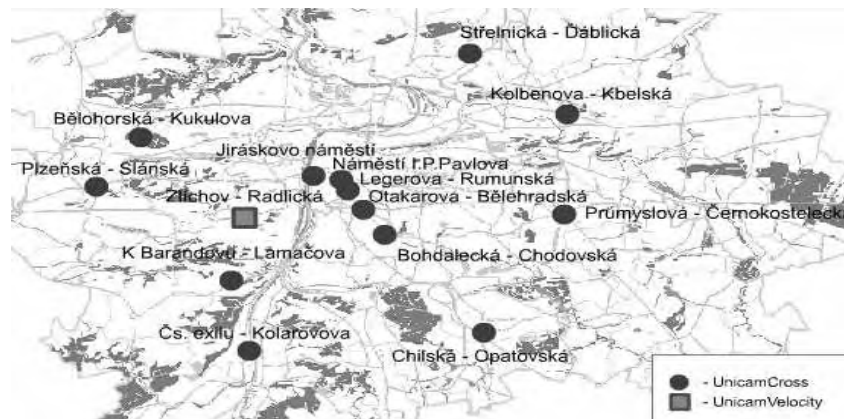 Střelnická - Ďáblická
Kolbenova - Kbelská
Bělohorská - Kukulova
Jiráskovo náměstí
Náměstí I.P.Pavlova
Plzeňská - Slánská
Legerova - Rumunská
Zlíchov - Radlická
Otakarova - Bělehradská
Průmyslová - Černokostelecká
K Barandovu - Lamačova
Bohdalecká - Chodovská
Čs. exilu - Kolarovova
Chilská - Opatovská
- UnicamCross
- UnicamVelocity